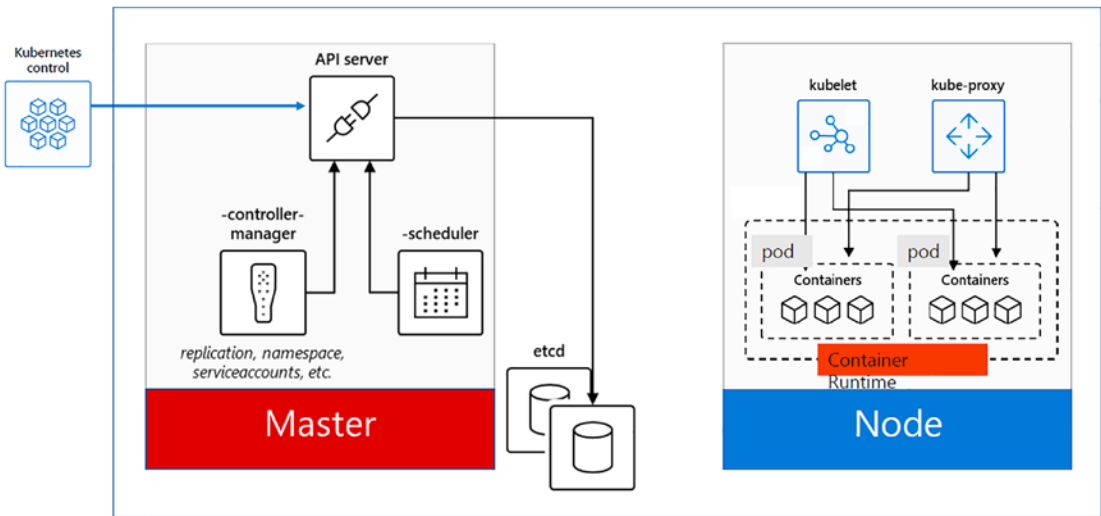 Kubernetes
control
API server
-controller-
manager
-scheduler
replication, namespace,
serviceaccounts, etc.
etcd
Master
kubelet
kube-proxy
pod
pod
Containers
Containers
Container
Runtime
Node